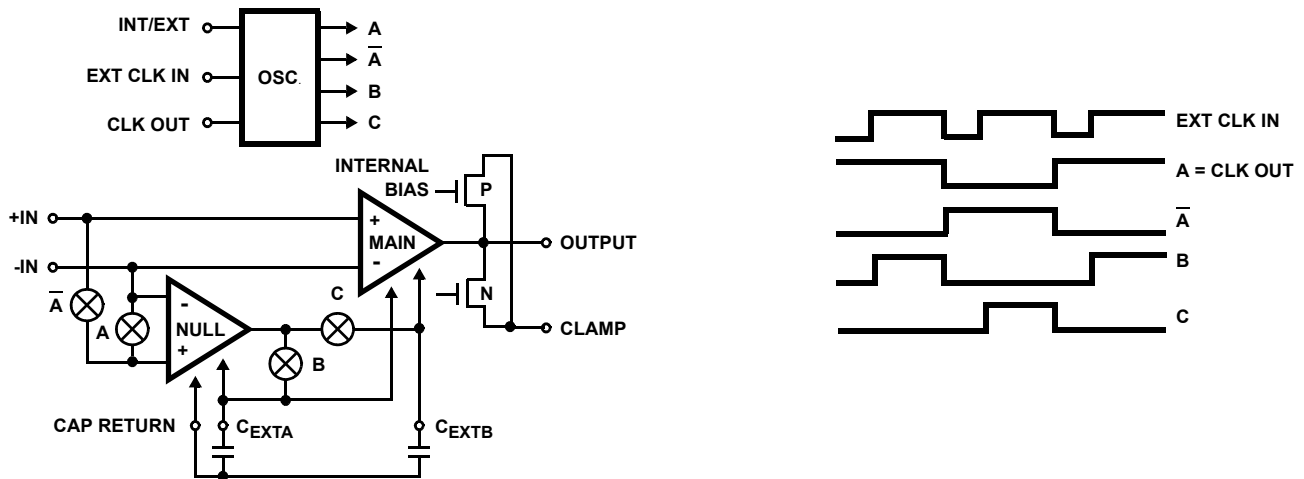 INT/EXT
EXT CLK IN
CLK OUT
OSC.
A
A̅
B
C
INTERNAL
BIAS
P
+IN
-IN
+
MAIN
-
OUTPUT
N
CLAMP
A̅
A
-
NULL
+
C
B
CAP RETURN
CEXTA
CEXTB
EXT CLK IN
A = CLK OUT
A̅
B
C